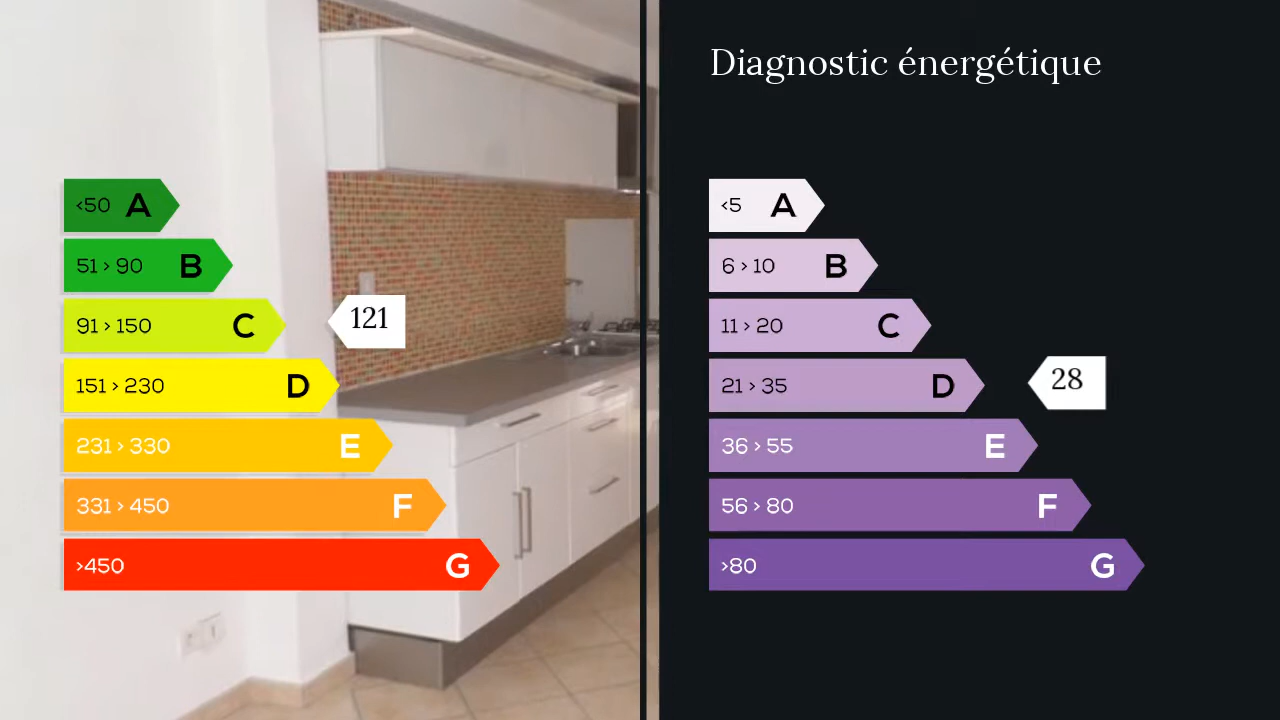 Diagnostic énergétique
<50 A
51 > 90 B
91 > 150 C
121
151 > 230 D
231 > 330 E
331 > 450 F
>450 G
<5 A
6 > 10 B
11 > 20 C
21 > 35 D
28
36 > 55 E
56 > 80 F
>80 G